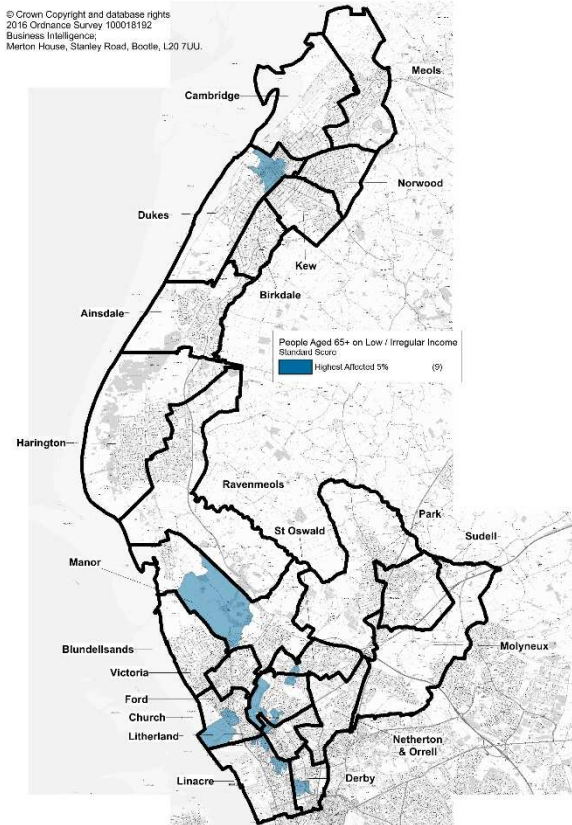 © Crown Copyright and database rights
2016 Ordnance Survey 100018192
Business Intelligence;
Merton House, Stanley Road, Bootle, L20 7UU.
Meols
Cambridge
Norwood
Dukes
Kew
Birkdale
Ainsdale
People Aged 65+ on Low / Irregular Income
Standard Score
Highest Affected 5% (9)
Harington
Ravenmeols
Park
St Oswald
Sudell
Manor
Blundellsands
Molyneux
Victoria
Ford
Church
Litherland
Netherton
& Orrell
Linacre
Derby